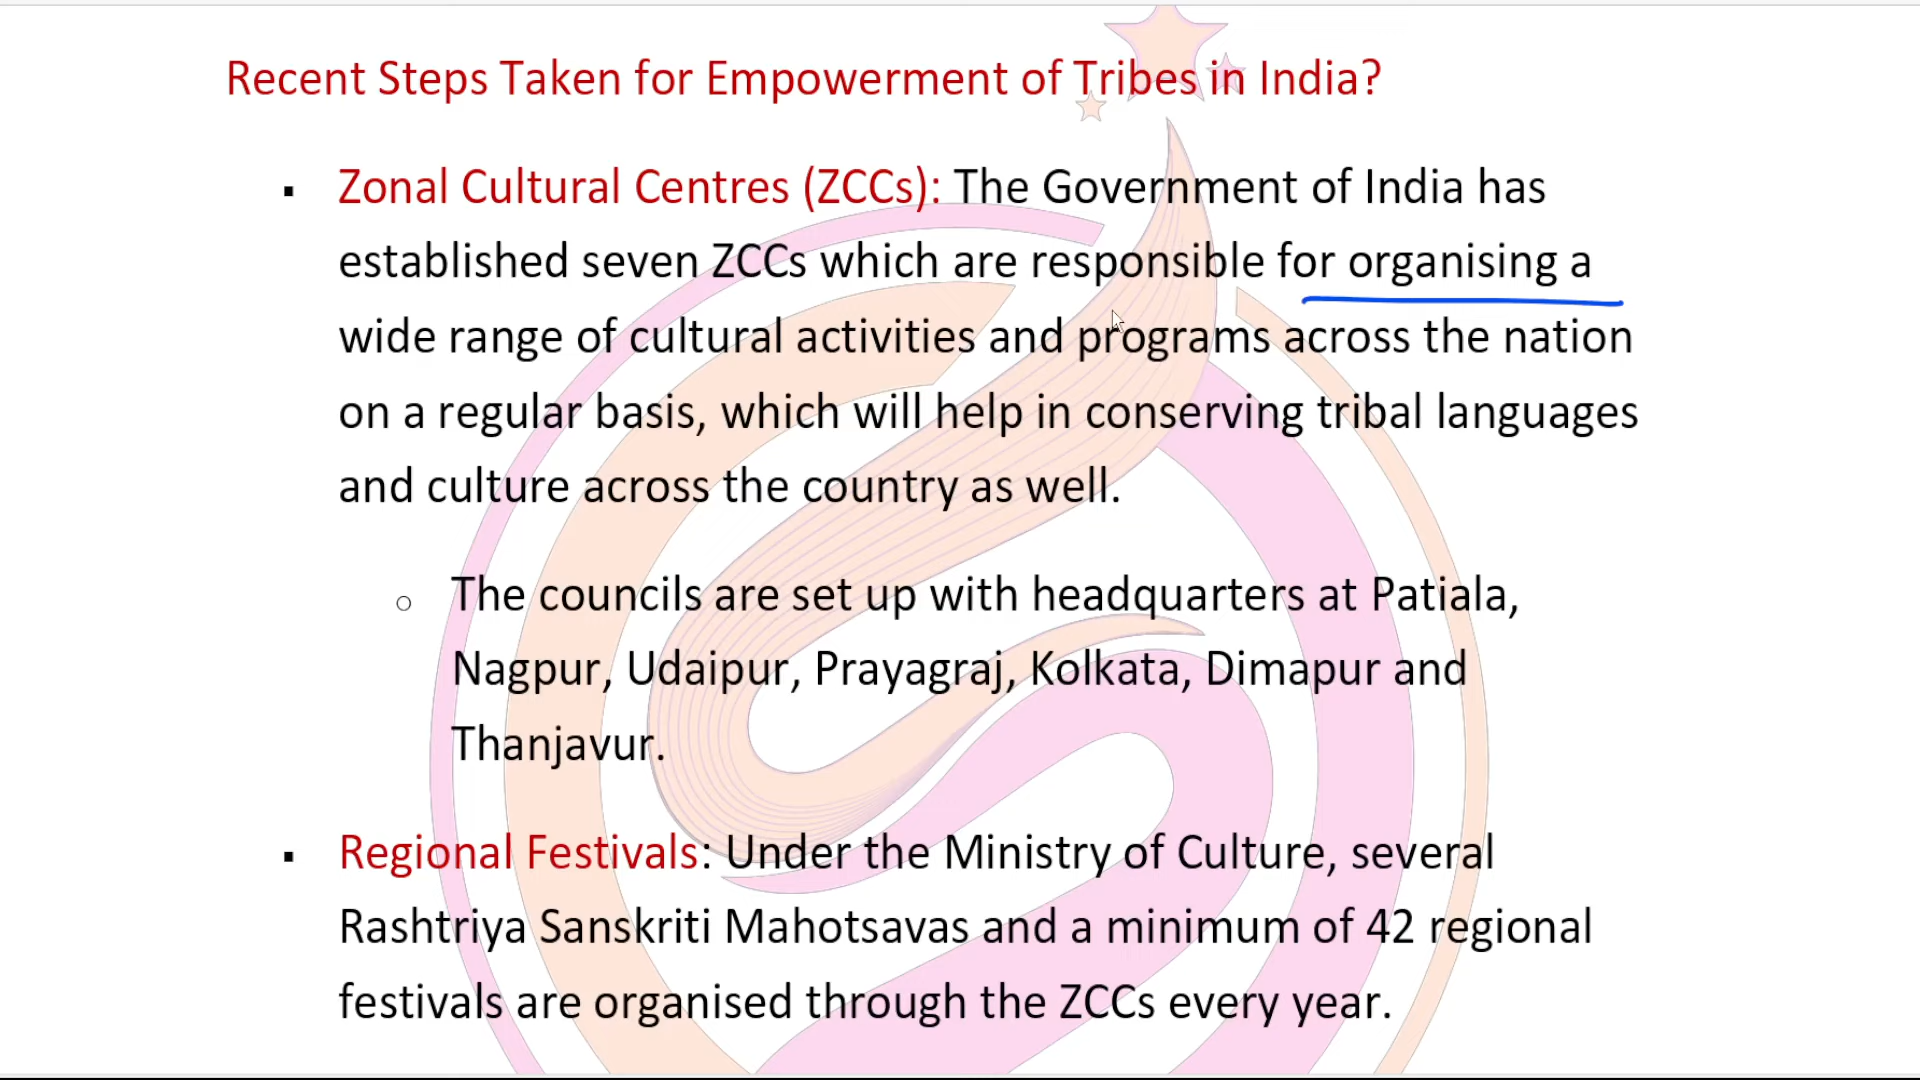 Recent Steps Taken for Empowerment of Tribes in India?
▪ Zonal Cultural Centres (ZCCs): The Government of India has
established seven ZCCs which are responsible for organising a
wide range of cultural activities and programs across the nation
on a regular basis, which will help in conserving tribal languages
and culture across the country as well.
○ The councils are set up with headquarters at Patiala,
Nagpur, Udaipur, Prayagraj, Kolkata, Dimapur and
Thanjavur.
▪ Regional Festivals: Under the Ministry of Culture, several
Rashtriya Sanskriti Mahotsavas and a minimum of 42 regional
festivals are organised through the ZCCs every year.